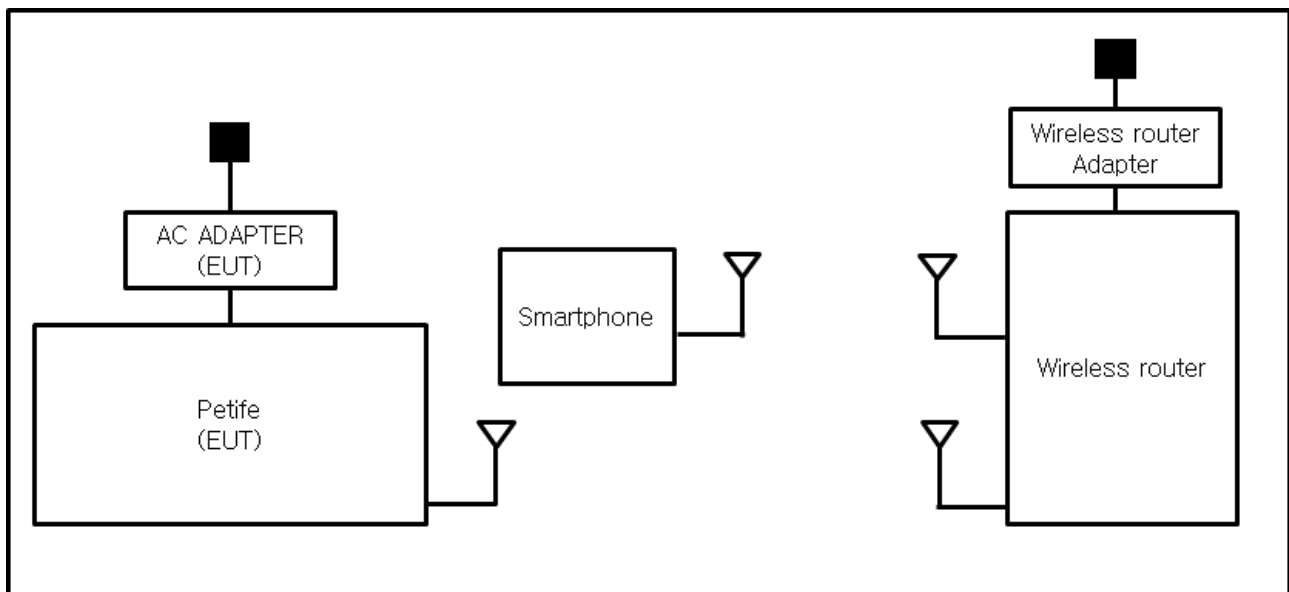 AC ADAPTER
(EUT)
Petife
(EUT)
Smartphone
Wireless router
Adapter
Wireless router